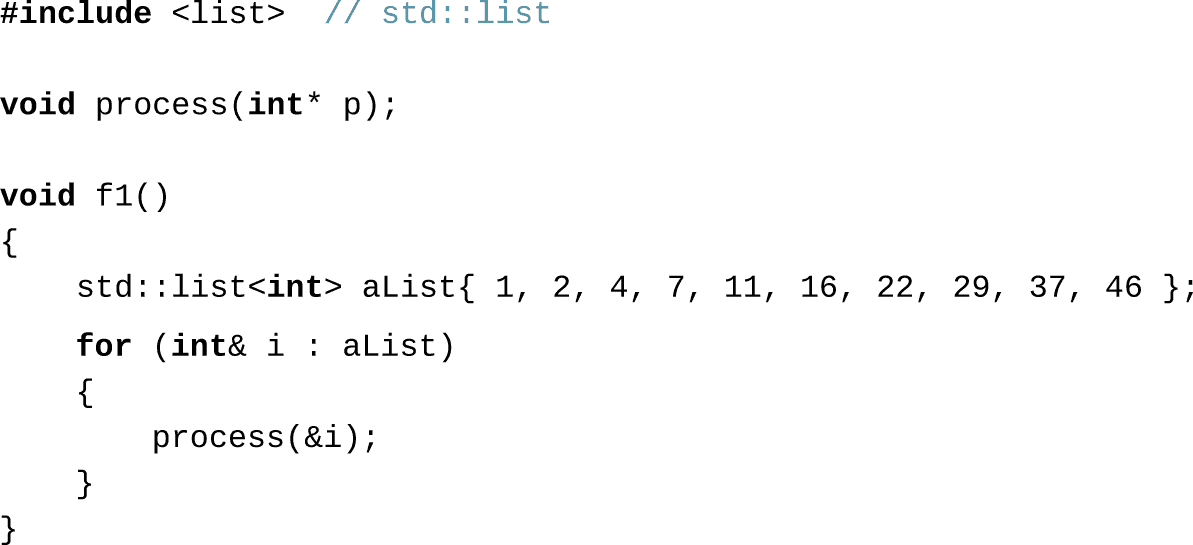 #include <list>  // std::list
void process(int* p);
void f1()
{
    std::list<int> aList{ 1, 2, 4, 7, 11, 16, 22, 29, 37, 46 };
    for (int& i : aList)
    {
        process(&i);
    }
}